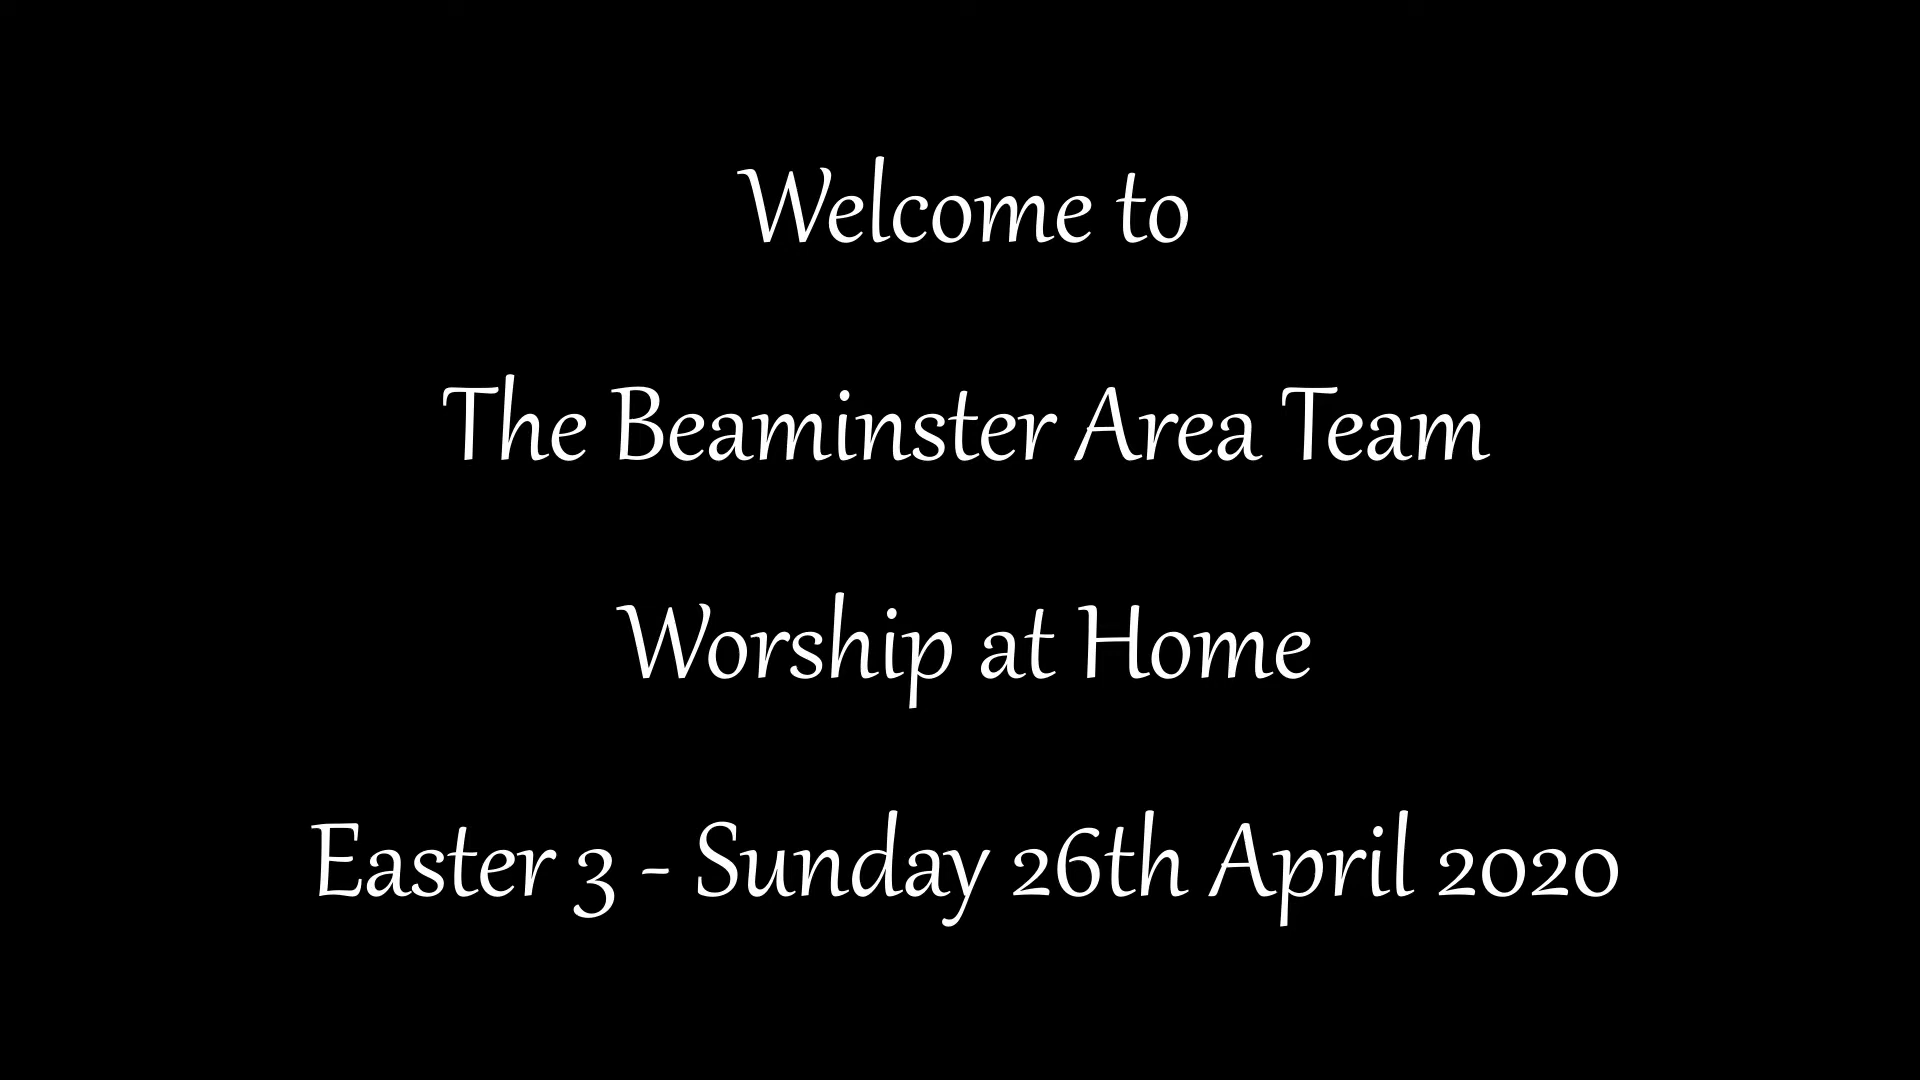 Welcome to
The Beaminster Area Team
Worship at Home
Easter 3 - Sunday 26th April 2020